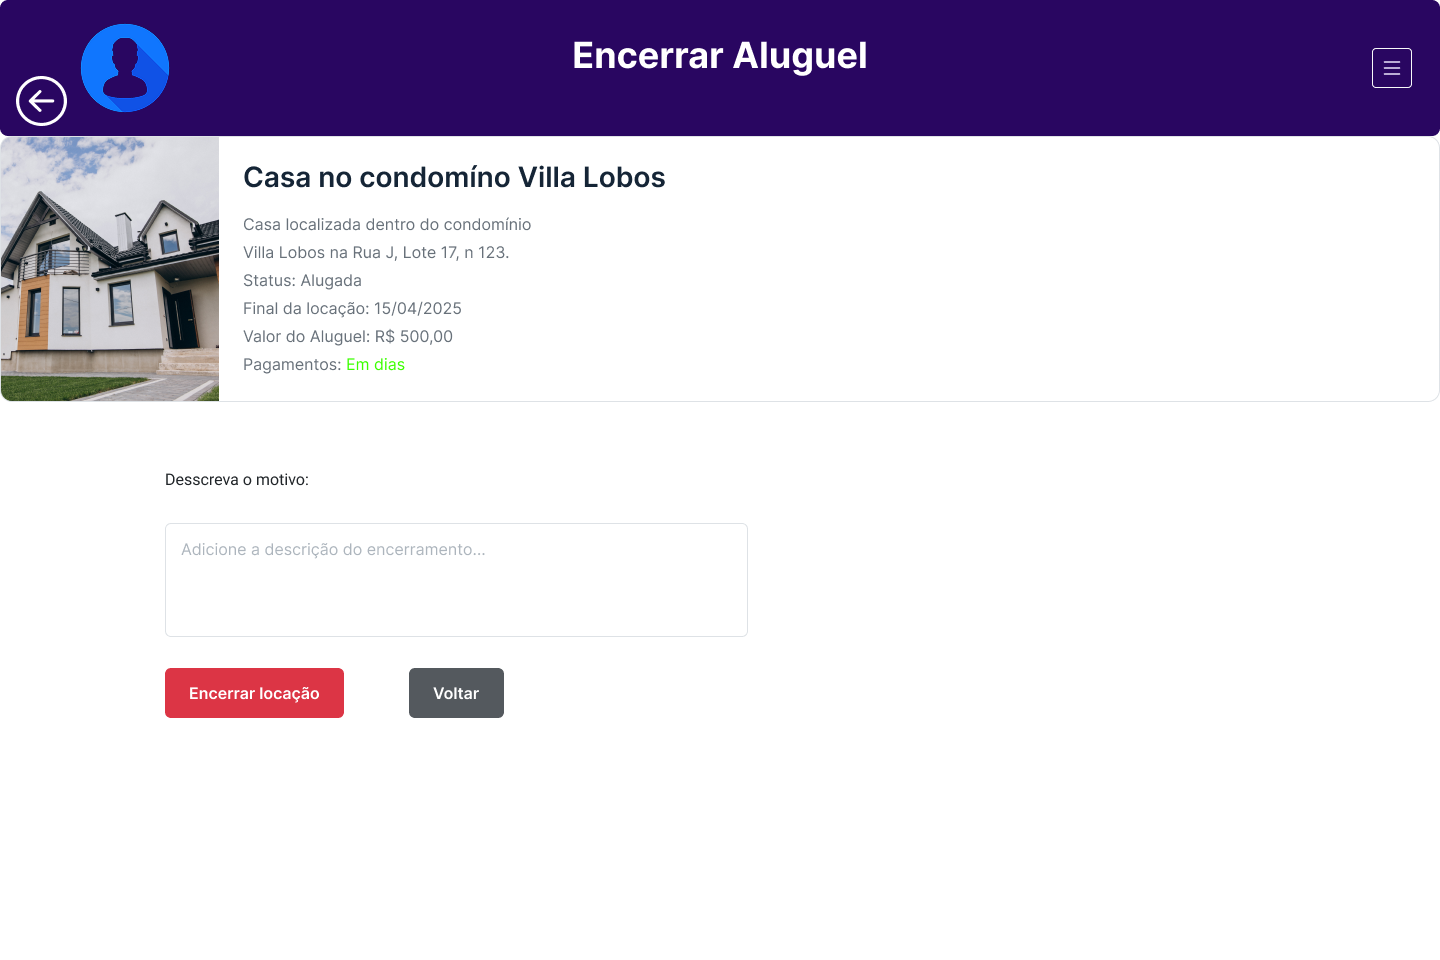 Encerrar Aluguel
Casa no condomíno Villa Lobos
Casa localizada dentro do condomínio
Villa Lobos na Rua J, Lote 17, n 123.
Status: Alugada
Final da locação: 15/04/2025
Valor do Aluguel: R$ 500,00
Pagamentos: Em dias
Desscreva o motivo:
Adicione a descrição do encerramento...
Encerrar locação
Voltar